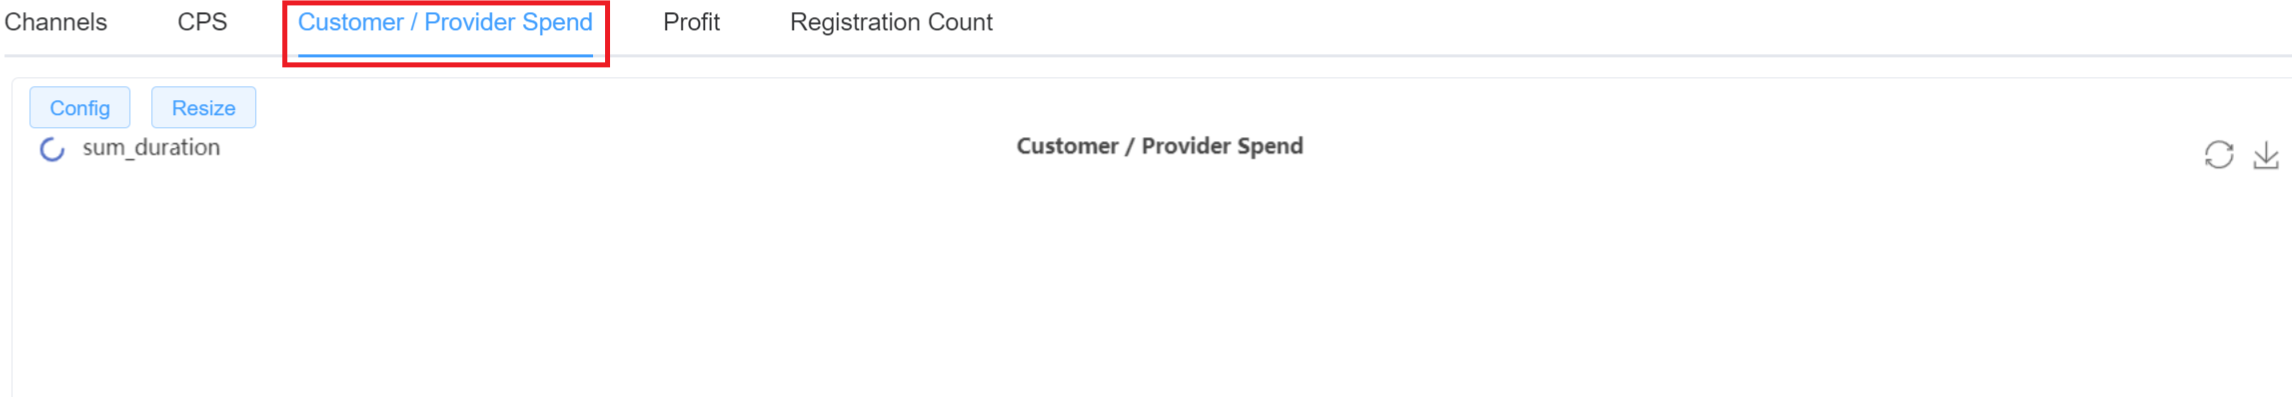 Channels CPS Customer / Provider Spend Profit Registration Count
Config Resize
sum_duration Customer / Provider Spend